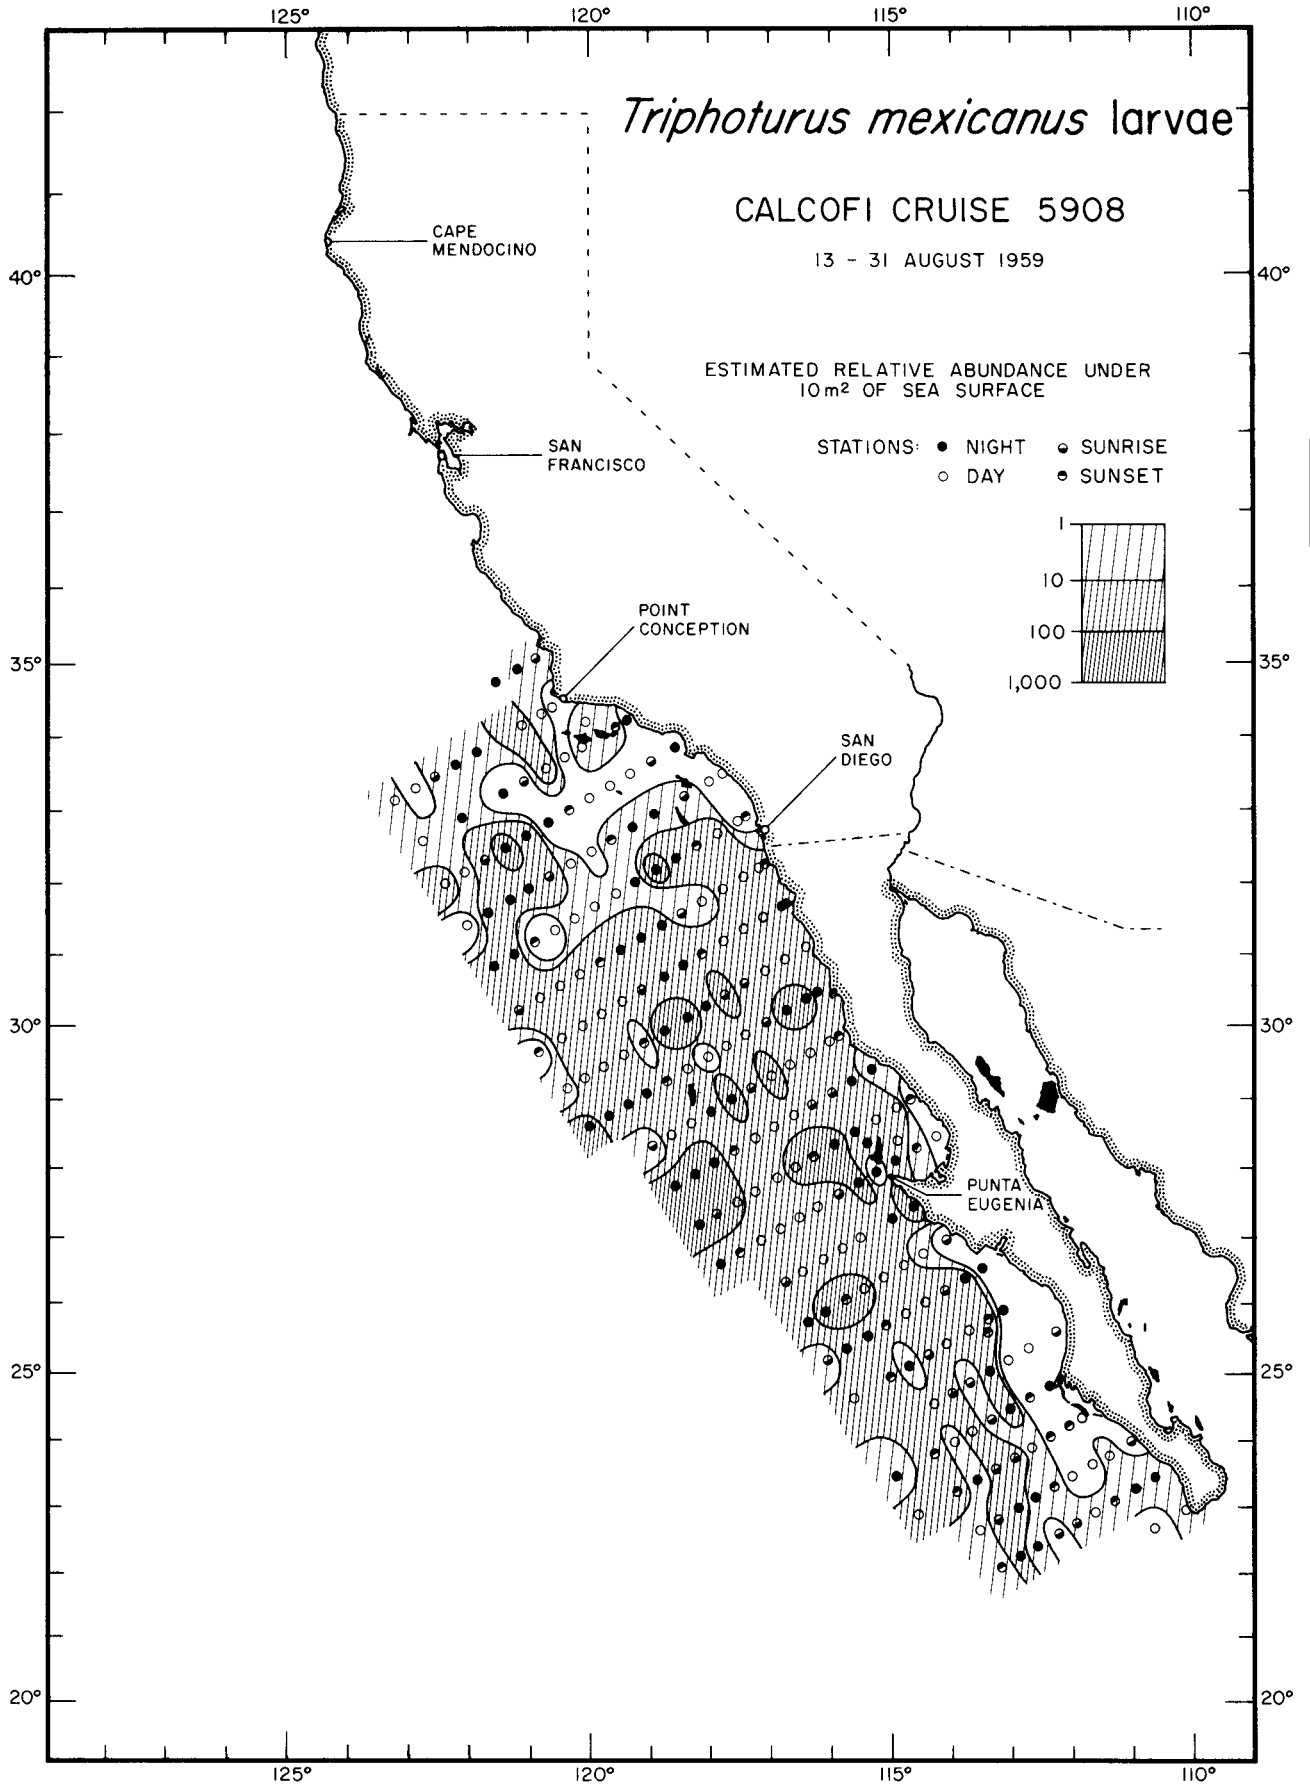 125° 120° 115° 110°
Triphoturus mexicanus larvae
CALCOFI CRUISE 5908
13 - 31 AUGUST 1959
CAPE
MENDOCINO
40° 40°
ESTIMATED RELATIVE ABUNDANCE UNDER
10m² OF SEA SURFACE
STATIONS: ● NIGHT ◒ SUNRISE
○ DAY ◓ SUNSET
SAN
FRANCISCO
1
10
100
1,000
POINT
CONCEPTION
35° 35°
SAN
DIEGO
30° 30°
PUNTA
EUGENIA
25° 25°
20° 20°
125° 120° 115° 110°